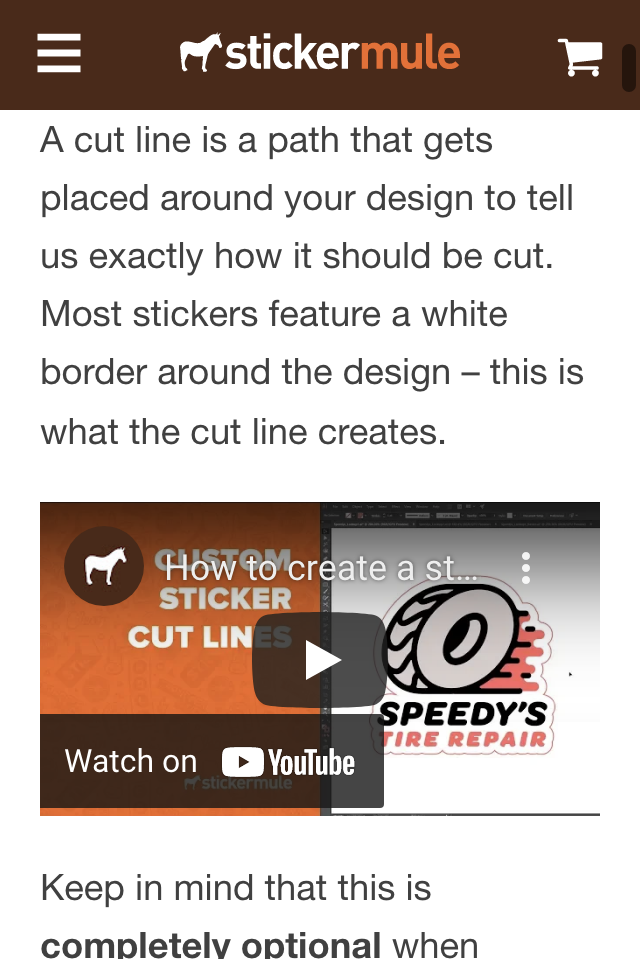 stickermule
A cut line is a path that gets
placed around your design to tell
us exactly how it should be cut.
Most stickers feature a white
border around the design – this is
what the cut line creates.
How to create a st...
CUSTOM
STICKER
CUT LINES
SPEEDY'S
TIRE REPAIR
Watch on YouTube
stickermule
Keep in mind that this is
completely optional when